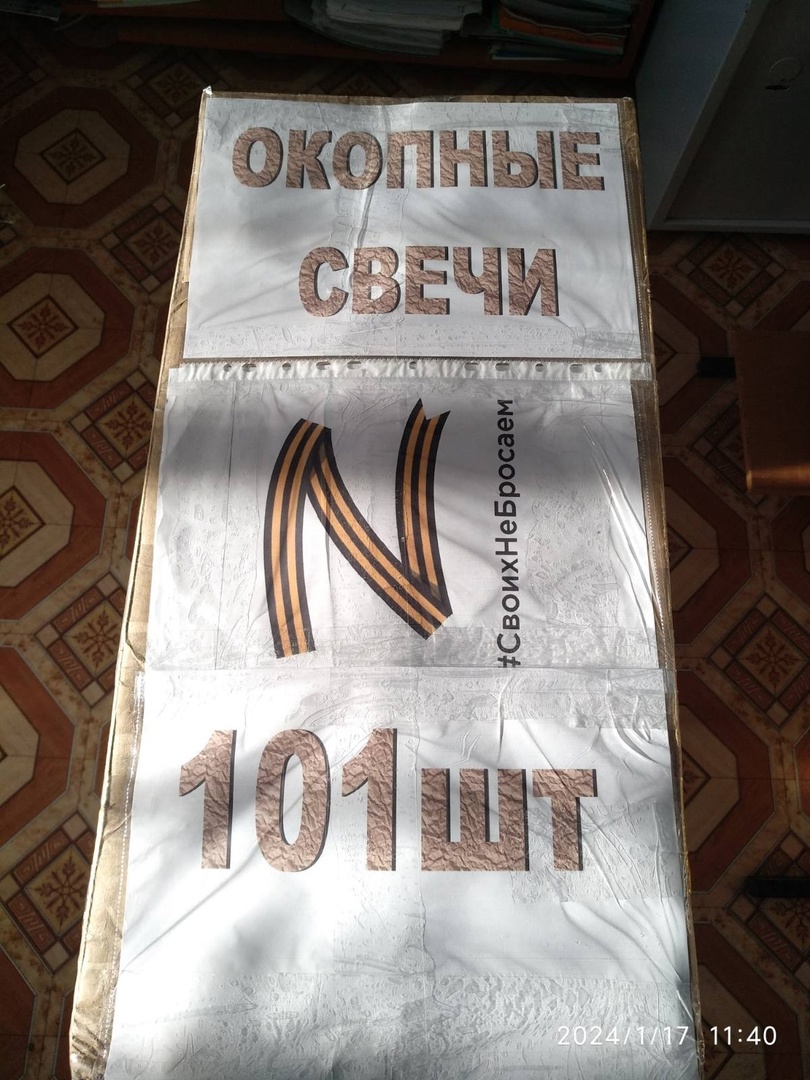 ОКОПНЫЕ
СВЕЧИ
#СвоихНеБросаем
101шт
2024/1/17 11:40